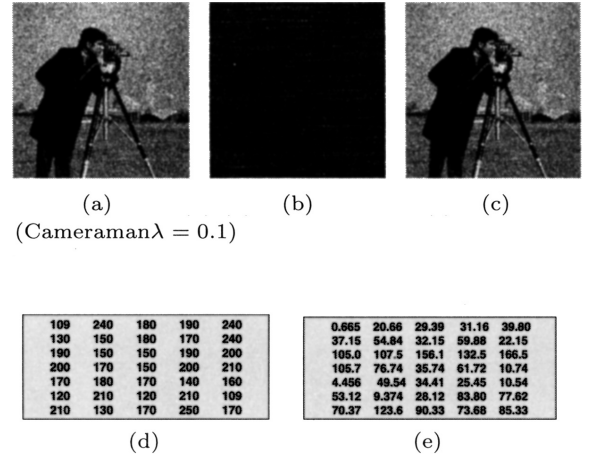 (a) (b) (c)
(Cameramanλ = 0.1)
109 240 180 190 240
130 150 180 170 240
190 150 150 190 200
200 170 150 200 210
170 180 170 140 160
120 210 120 210 109
210 130 170 250 170
0.665 20.66 29.39 31.16 39.80
37.15 54.84 32.15 59.88 22.15
105.0 107.5 156.1 132.5 166.5
105.7 76.74 35.74 61.72 10.74
4.456 49.54 34.41 25.45 10.54
53.12 9.374 28.12 83.80 77.62
70.37 123.6 90.33 73.68 85.33
(d) (e)